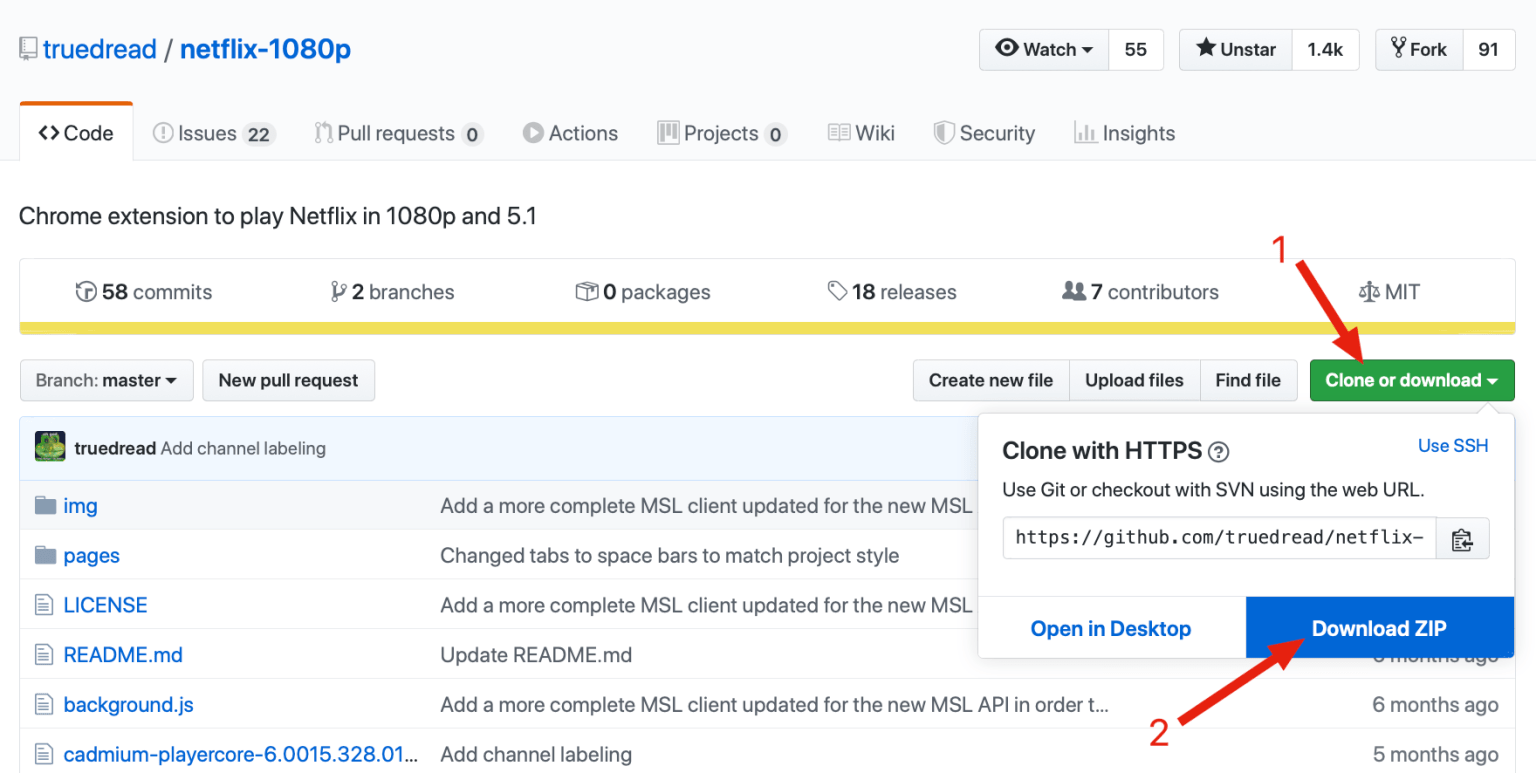 truedread / netflix-1080p
Watch 55 Unstar 1.4k Fork 91
Code Issues 22 Pull requests 0 Actions Projects 0 Wiki Security Insights
Chrome extension to play Netflix in 1080p and 5.1
1
58 commits 2 branches 0 packages 18 releases 7 contributors MIT
Branch: master New pull request Create new file Upload files Find file Clone or download
truedread Add channel labeling
Clone with HTTPS ? Use SSH
Use Git or checkout with SVN using the web URL.
https://github.com/truedread/netflix-
Open in Desktop Download ZIP
2
img Add a more complete MSL client updated for the new MSL
pages Changed tabs to space bars to match project style
LICENSE Add a more complete MSL client updated for the new MSL
README.md Update README.md 6 months ago
background.js Add a more complete MSL client updated for the new MSL API in order t... 6 months ago
cadmium-playercore-6.0015.328.01... Add channel labeling 5 months ago